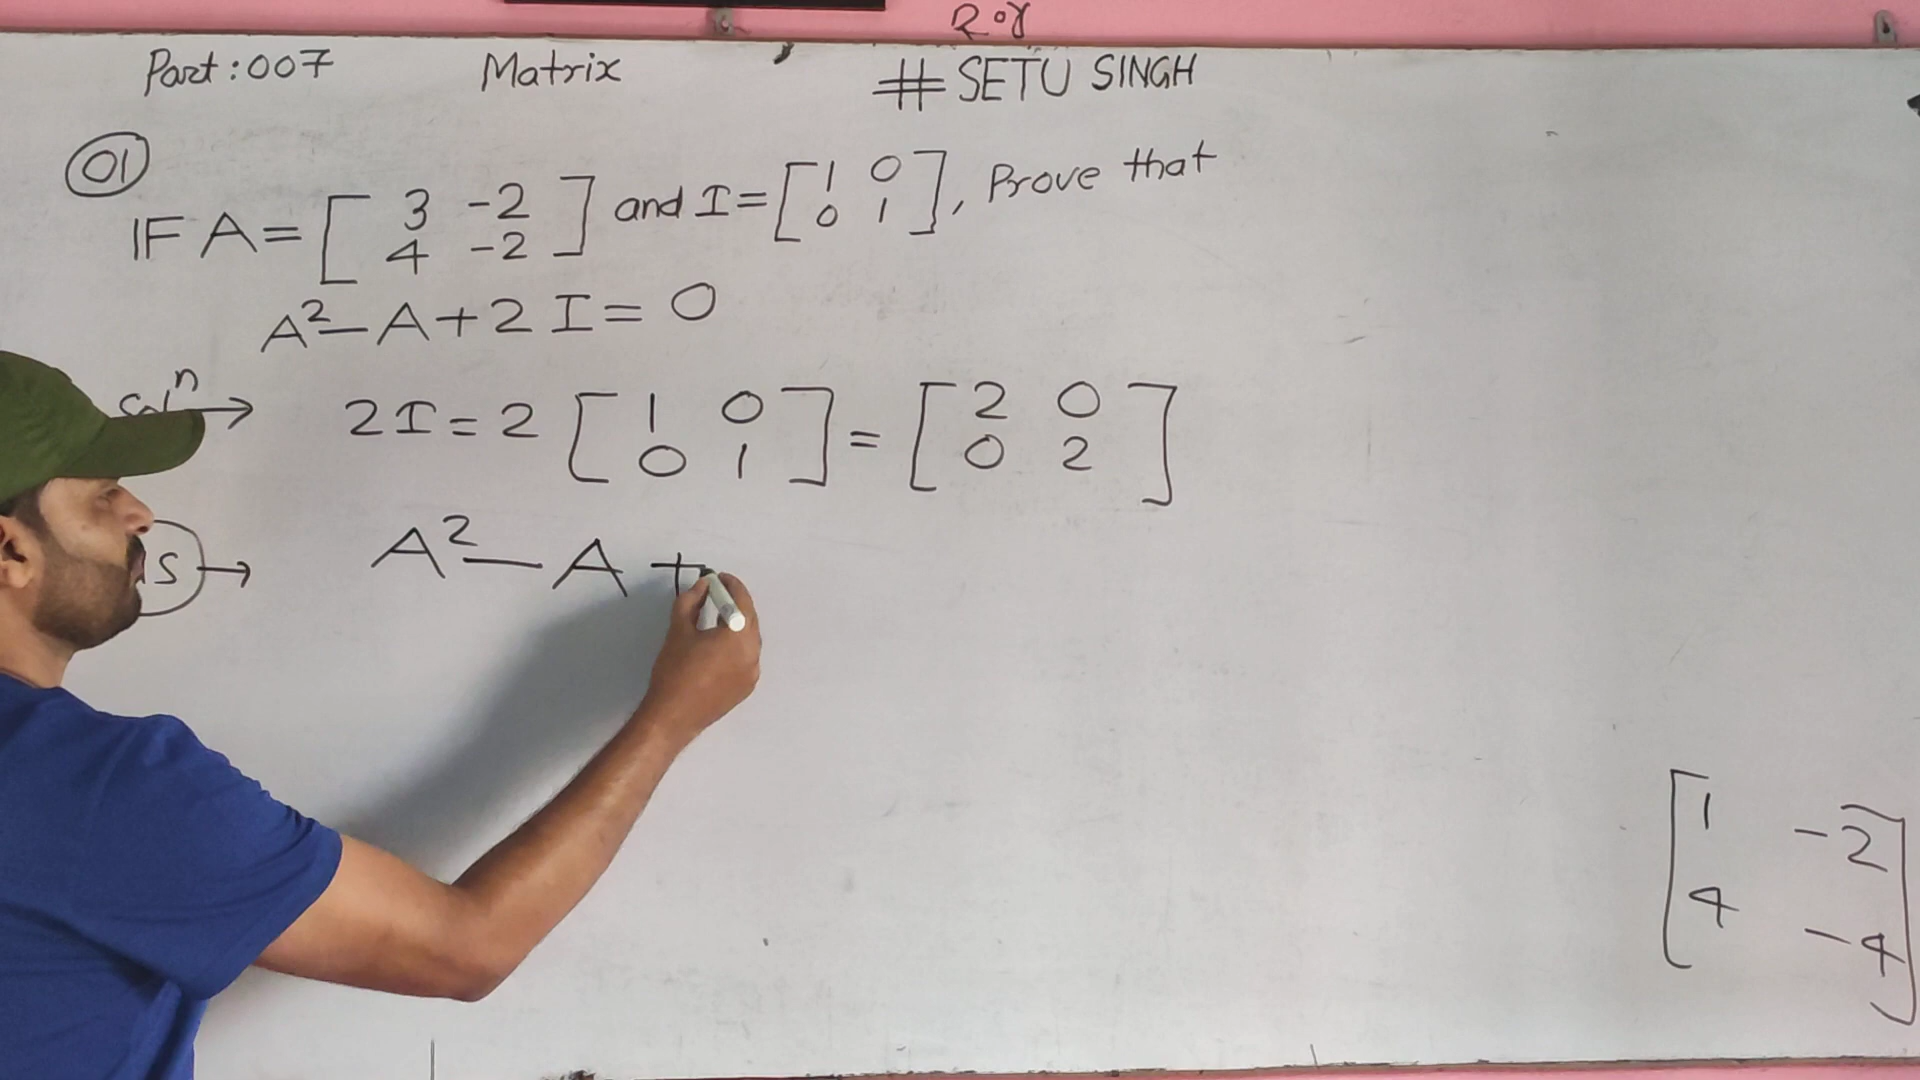 Roy
Part:007 Matrix #SETU SINGH
01
IF A= [ 3 -2 ] and I= [ 1 0 ], Prove that
4 -2 0 1
A²-A+2I=0
n → 2I=2 [ 1 0 ] = [ 2 0 ]
0 1 0 2
S → A²-A+
[ 1 -2 ]
4 -4